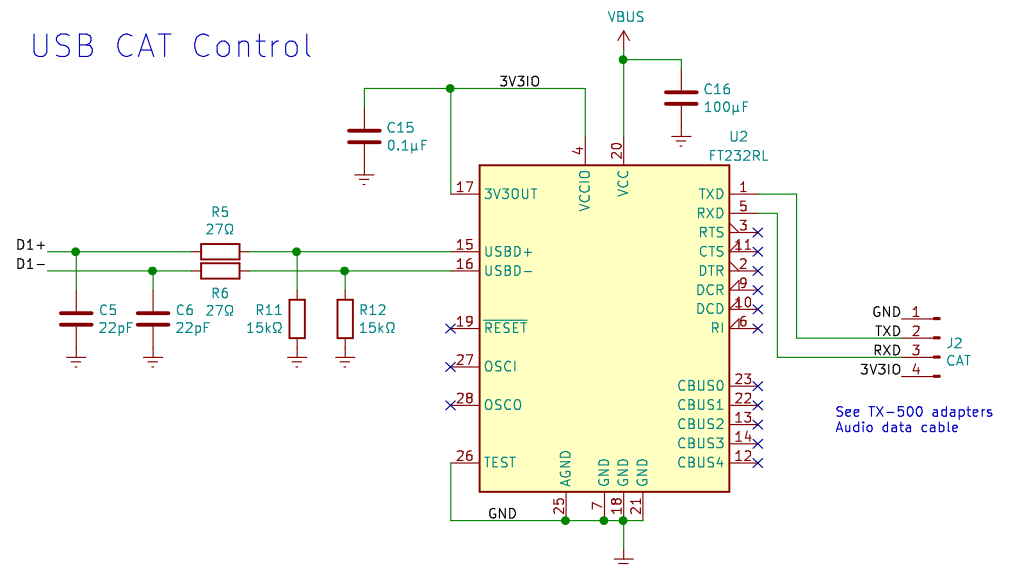 USB CAT Control
VBUS
3V3IO
C16
100µF
C15
0.1µF
U2
FT232RL
4
20
VCCIO
VCC
17
3V3OUT
TXD
1
RXD
5
RTS
3
CTS
11
DTR
2
DCR
9
DCD
10
RI
6
R5
27Ω
D1+
D1-
15
USBD+
16
USBD-
R6
27Ω
C5
22pF
C6
22pF
R11
15kΩ
R12
15kΩ
19
RESET
27
OSCI
28
OSCO
26
TEST
CBUS0
23
CBUS1
22
CBUS2
13
CBUS3
14
CBUS4
12
AGND
GND
GND
GND
25
7
18
21
GND
GND
1
TXD
2
RXD
3
3V3IO
4
J2
CAT
See TX-500 adapters
Audio data cable